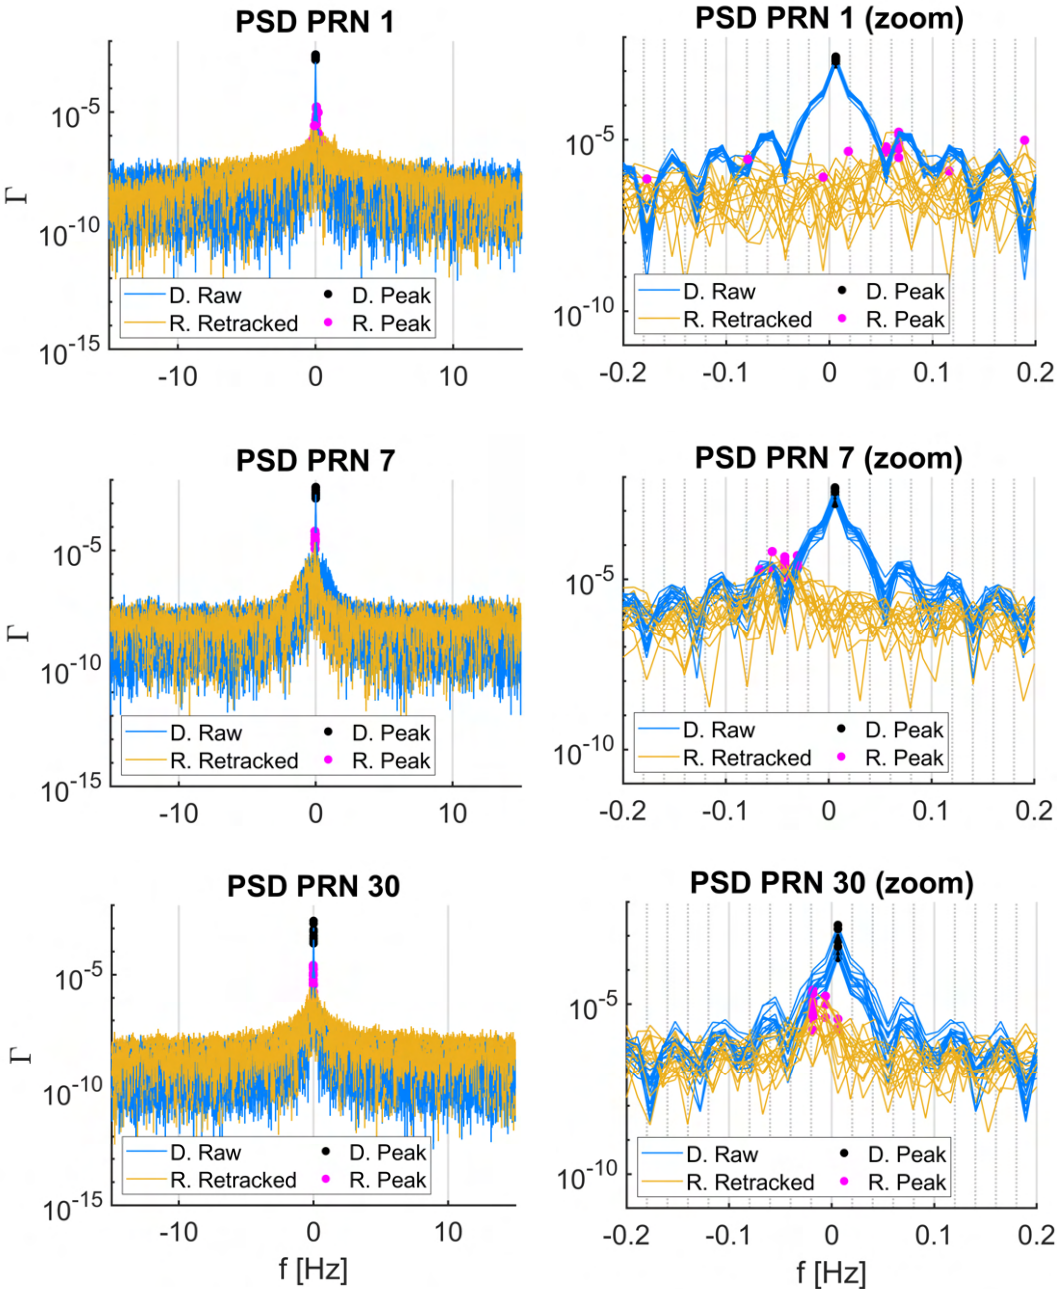 PSD PRN 1
10^-5
10^-10
10^-15
Γ
-10 0 10
D. Raw D. Peak
R. Retracked R. Peak
PSD PRN 1 (zoom)
10^-5
10^-10
-0.2 -0.1 0 0.1 0.2
D. Raw D. Peak
R. Retracked R. Peak
PSD PRN 7
10^-5
10^-10
10^-15
Γ
-10 0 10
D. Raw D. Peak
R. Retracked R. Peak
PSD PRN 7 (zoom)
10^-5
10^-10
-0.2 -0.1 0 0.1 0.2
D. Raw D. Peak
R. Retracked R. Peak
PSD PRN 30
10^-5
10^-10
10^-15
Γ
-10 0 10
f [Hz]
D. Raw D. Peak
R. Retracked R. Peak
PSD PRN 30 (zoom)
10^-5
10^-10
-0.2 -0.1 0 0.1 0.2
f [Hz]
D. Raw D. Peak
R. Retracked R. Peak